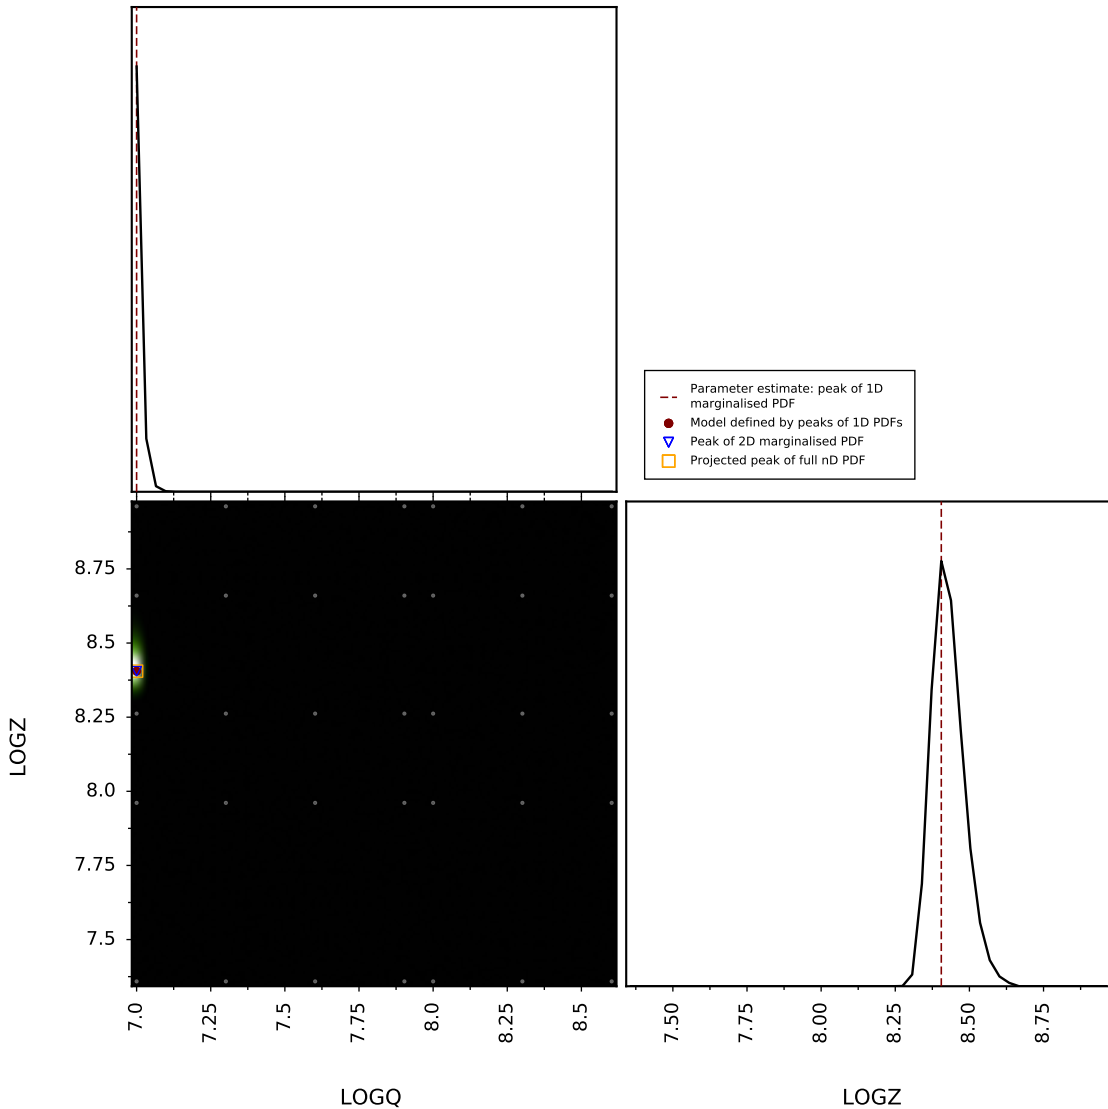 Parameter estimate: peak of 1D
marginalised PDF
Model defined by peaks of 1D PDFs
Peak of 2D marginalised PDF
Projected peak of full nD PDF
8.75
8.5
8.25
8.0
7.75
7.5
LOGZ
7.0 7.25 7.5 7.75 8.0 8.25 8.5
7.50 7.75 8.00 8.25 8.50 8.75
LOGQ
LOGZ